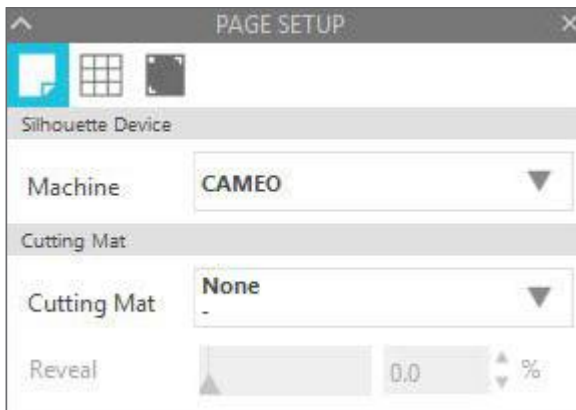 PAGE SETUP
Silhouette Device
Machine CAMEO
Cutting Mat
Cutting Mat None
-
Reveal 0.0 %